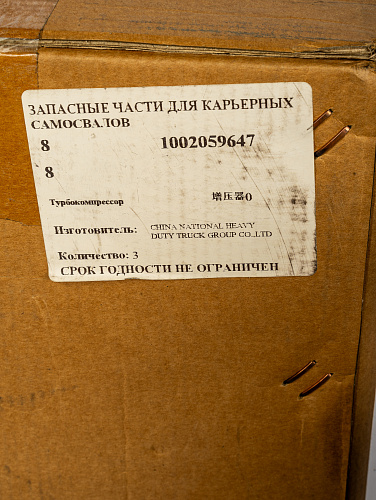 ЗАПАСНЫЕ ЧАСТИ ДЛЯ КАРЬЕРНЫХ
САМОСВАЛОВ
8 1002059647
8
Турбокомпрессор 增压器0
Изготовитель: CHINA NATIONAL HEAVY
DUTY TRUCK GROUP CO.,LTD
Количество: 3
СРОК ГОДНОСТИ НЕ ОГРАНИЧЕН